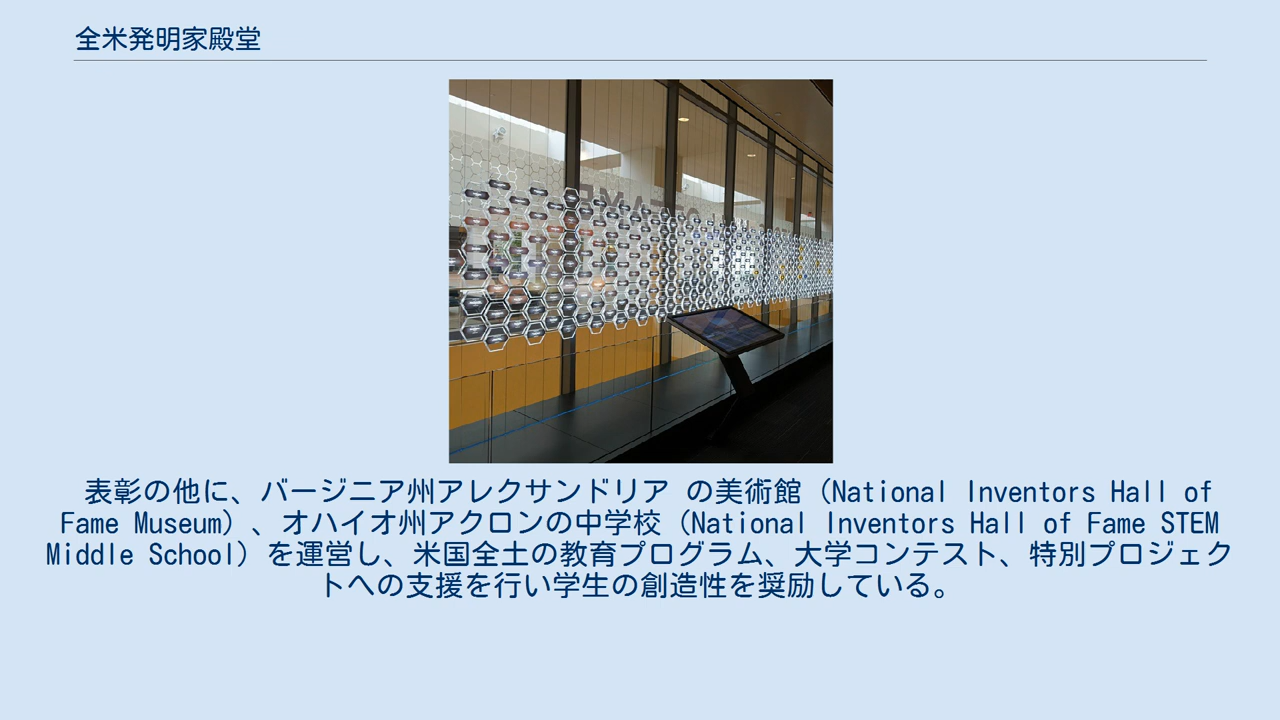 全米発明家殿堂
表彰の他に、バージニア州アレクサンドリア の美術館（National Inventors Hall of
Fame Museum）、オハイオ州アクロンの中学校（National Inventors Hall of Fame STEM
Middle School）を運営し、米国全土の教育プログラム、大学コンテスト、特別プロジェク
トへの支援を行い学生の創造性を奨励している。